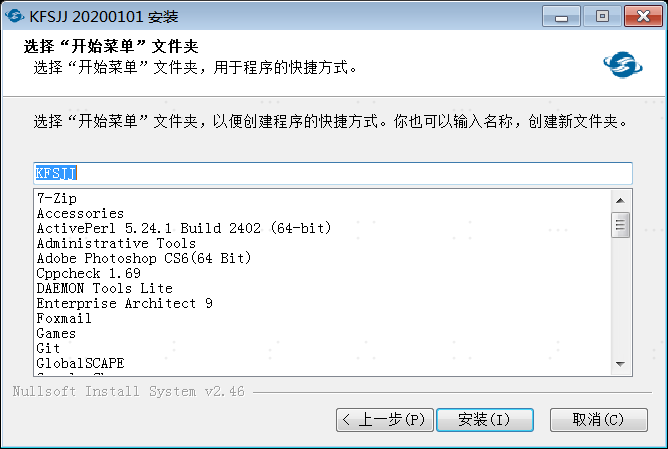 KFSJJ 20200101 安装
选择“开始菜单”文件夹
选择“开始菜单”文件夹，用于程序的快捷方式。
选择“开始菜单”文件夹，以便创建程序的快捷方式。你也可以输入名称，创建新文件夹。
KFSJJ
7-Zip
Accessories
ActivePerl 5.24.1 Build 2402 (64-bit)
Administrative Tools
Adobe Photoshop CS6(64 Bit)
Cppcheck 1.69
DAEMON Tools Lite
Enterprise Architect 9
Foxmail
Games
Git
GlobalSCAPE
Nullsoft Install System v2.46
< 上一步(P)
安装(I)
取消(C)